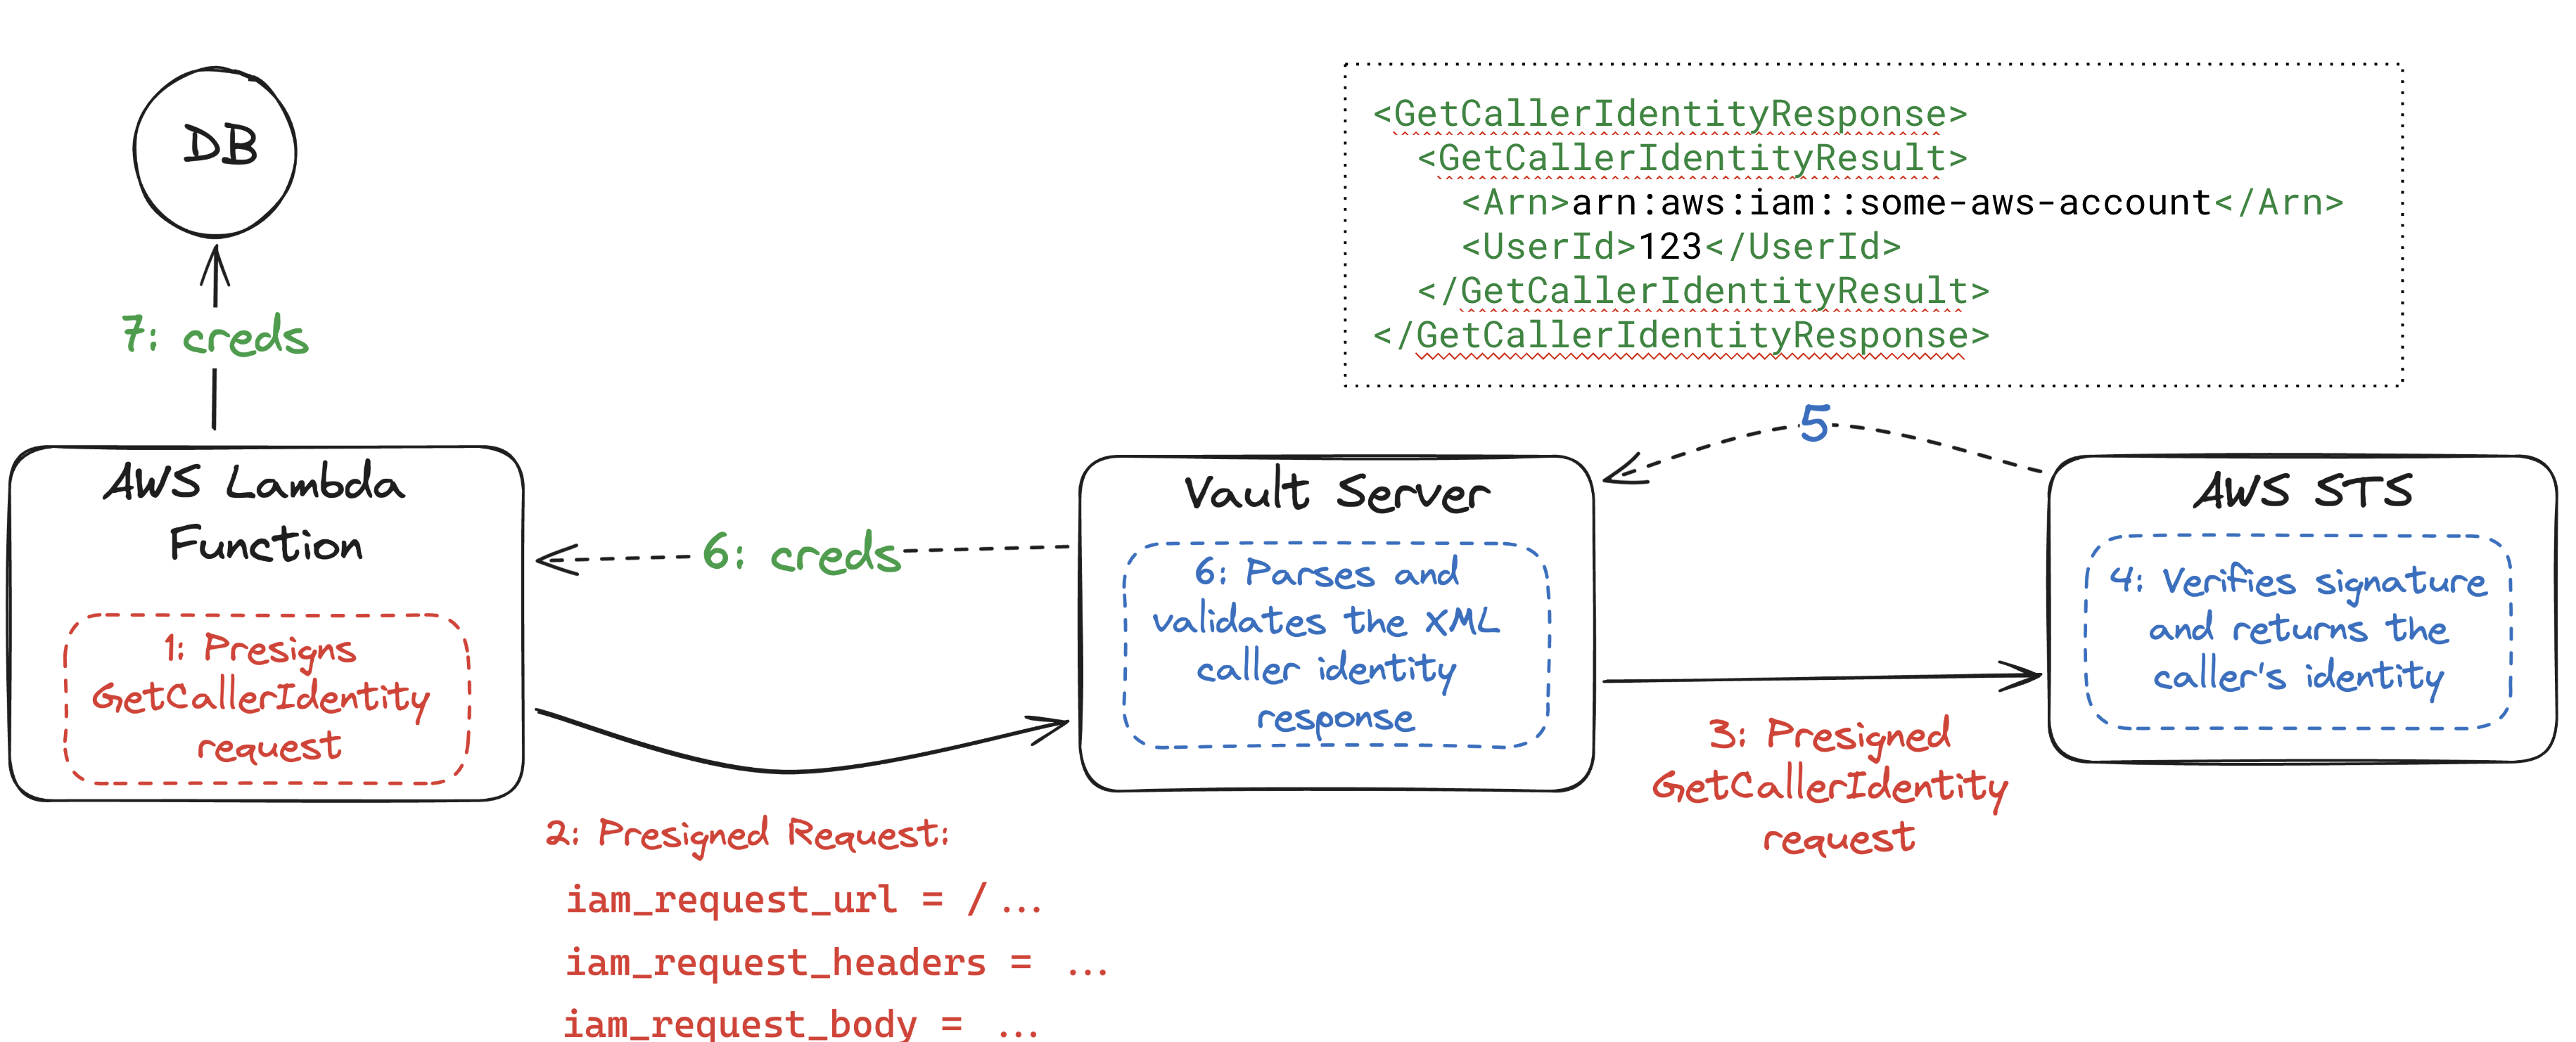 DB
7: creds
AWS Lambda
Function
1: Presigns
GetCallerIdentity
request
2: Presigned Request:
iam_request_url = /...
iam_request_headers = ...
iam_request_body = ...
6: creds
Vault Server
6: Parses and
validates the XML
caller identity
response
3: Presigned
GetCallerIdentity
request
AWS STS
4: Verifies signature
and returns the
caller's identity
5
<GetCallerIdentityResponse>
<GetCallerIdentityResult>
<Arn>arn:aws:iam::some-aws-account</Arn>
<UserId>123</UserId>
</GetCallerIdentityResult>
</GetCallerIdentityResponse>